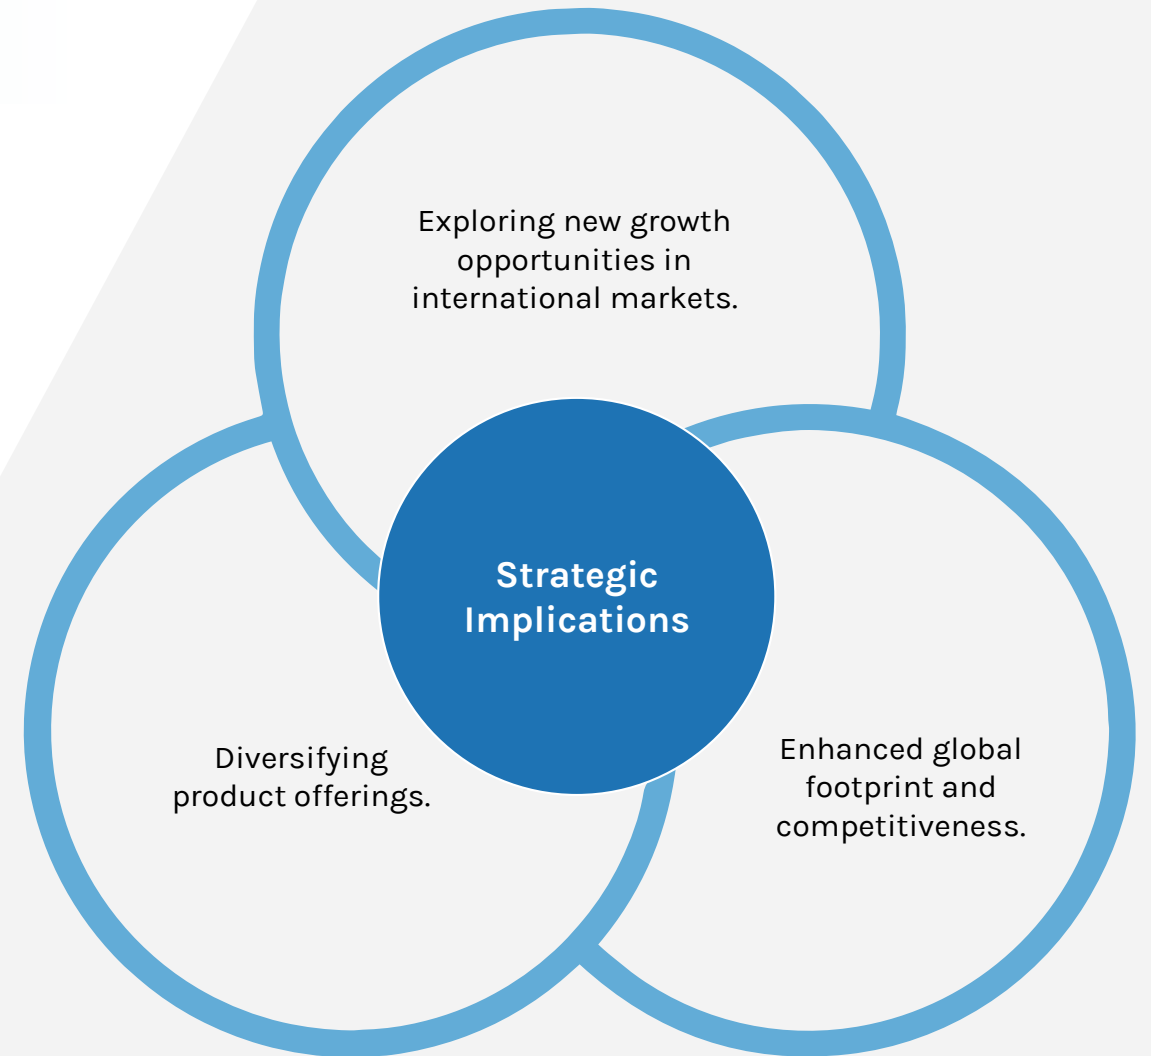 Exploring new growth
opportunities in
international markets.
Strategic
Implications
Diversifying
product offerings.
Enhanced global
footprint and
competitiveness.